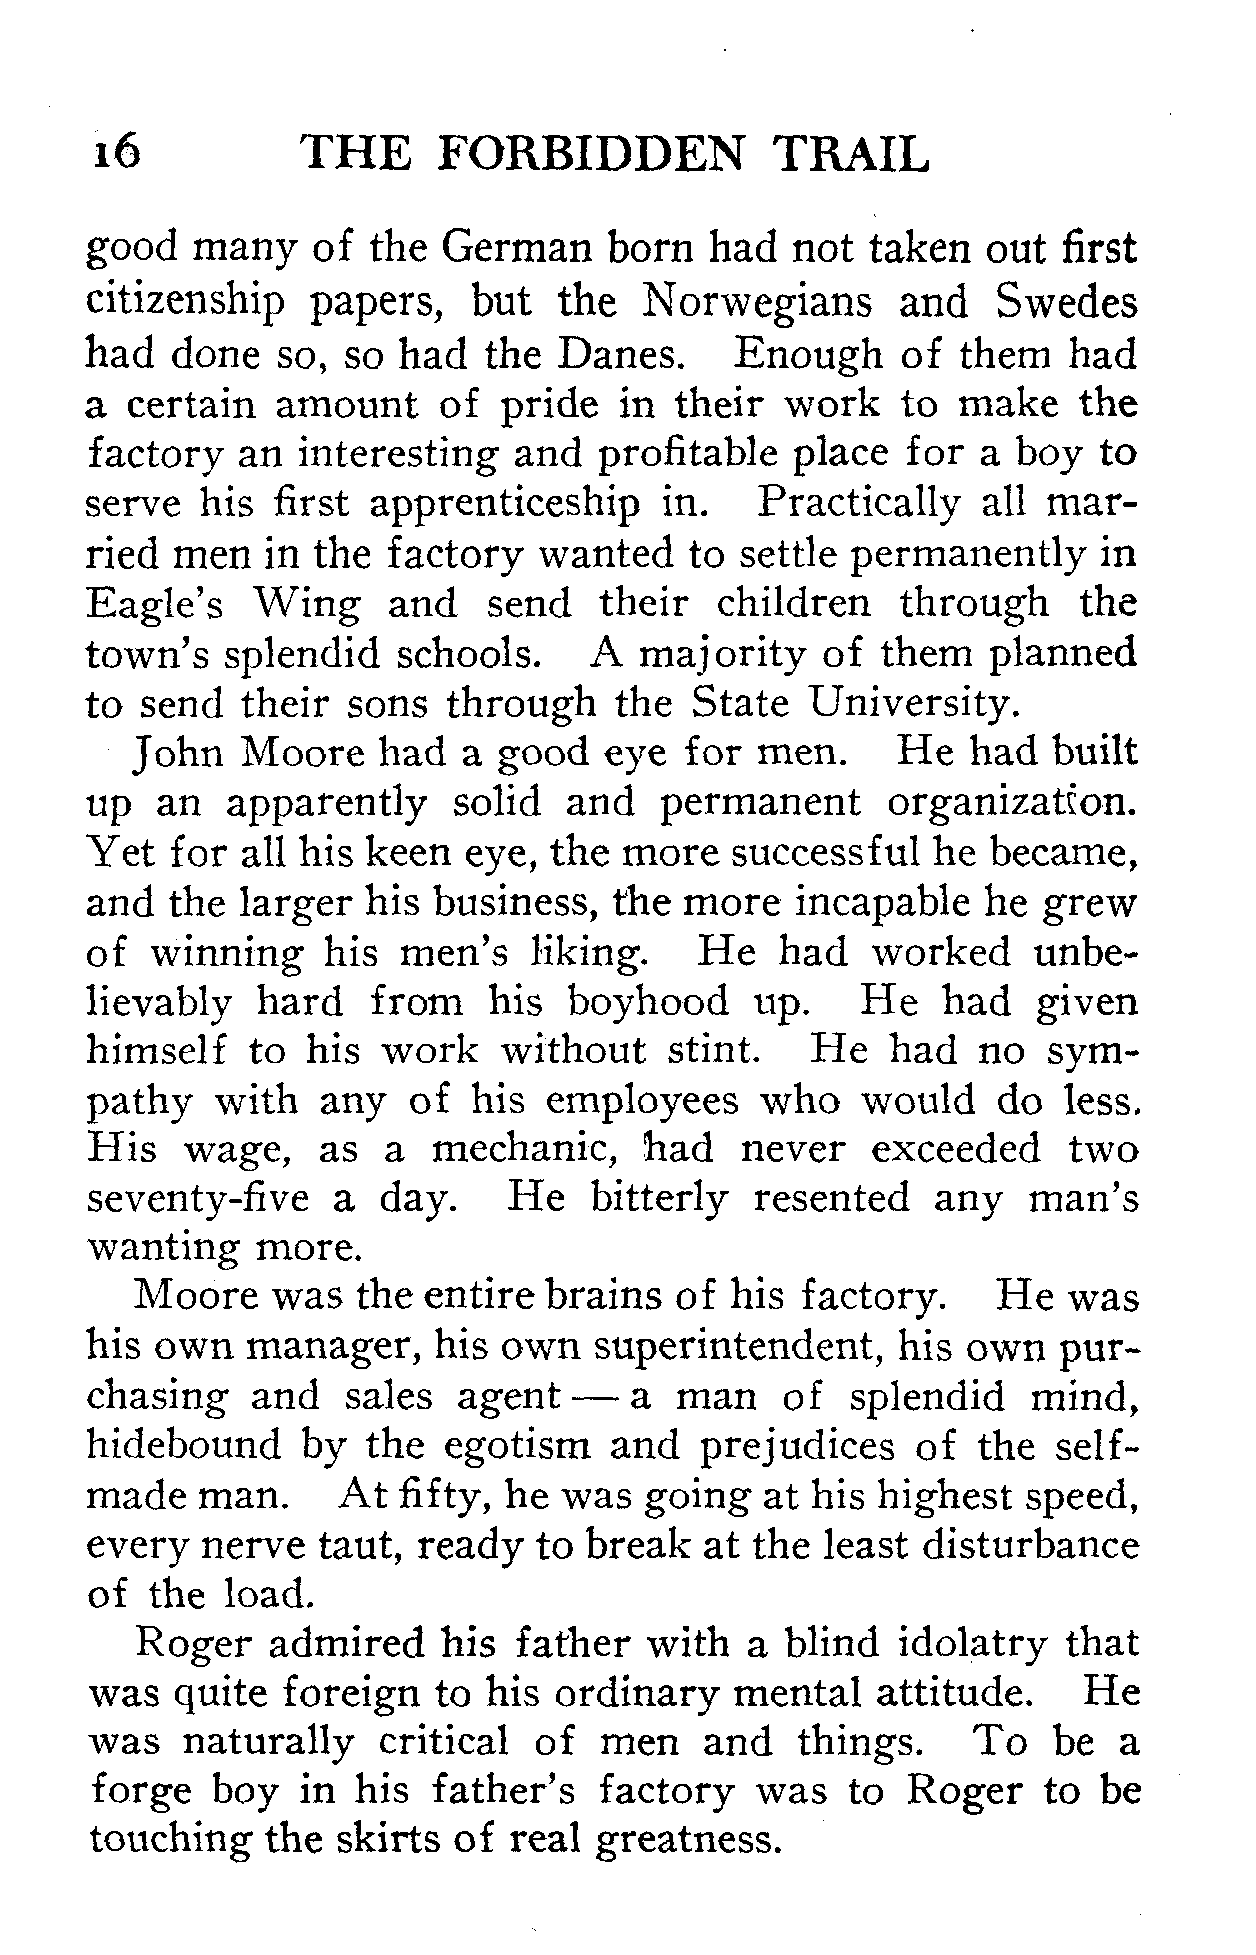 16 THE FORBIDDEN TRAIL
good many of the German born had not taken out first
citizenship papers, but the Norwegians and Swedes
had done so, so had the Danes. Enough of them had
a certain amount of pride in their work to make the
factory an interesting and profitable place for a boy to
serve his first apprenticeship in. Practically all mar-
ried men in the factory wanted to settle permanently in
Eagle's Wing and send their children through the
town's splendid schools. A majority of them planned
to send their sons through the State University.
John Moore had a good eye for men. He had built
up an apparently solid and permanent organization.
Yet for all his keen eye, the more successful he became,
and the larger his business, the more incapable he grew
of winning his men's liking. He had worked unbe-
lievably hard from his boyhood up. He had given
himself to his work without stint. He had no sym-
pathy with any of his employees who would do less.
His wage, as a mechanic, had never exceeded two
seventy-five a day. He bitterly resented any man's
wanting more.
Moore was the entire brains of his factory. He was
his own manager, his own superintendent, his own pur-
chasing and sales agent — a man of splendid mind,
hidebound by the egotism and prejudices of the self-
made man. At fifty, he was going at his highest speed,
every nerve taut, ready to break at the least disturbance
of the load.
Roger admired his father with a blind idolatry that
was quite foreign to his ordinary mental attitude. He
was naturally critical of men and things. To be a
forge boy in his father's factory was to Roger to be
touching the skirts of real greatness.